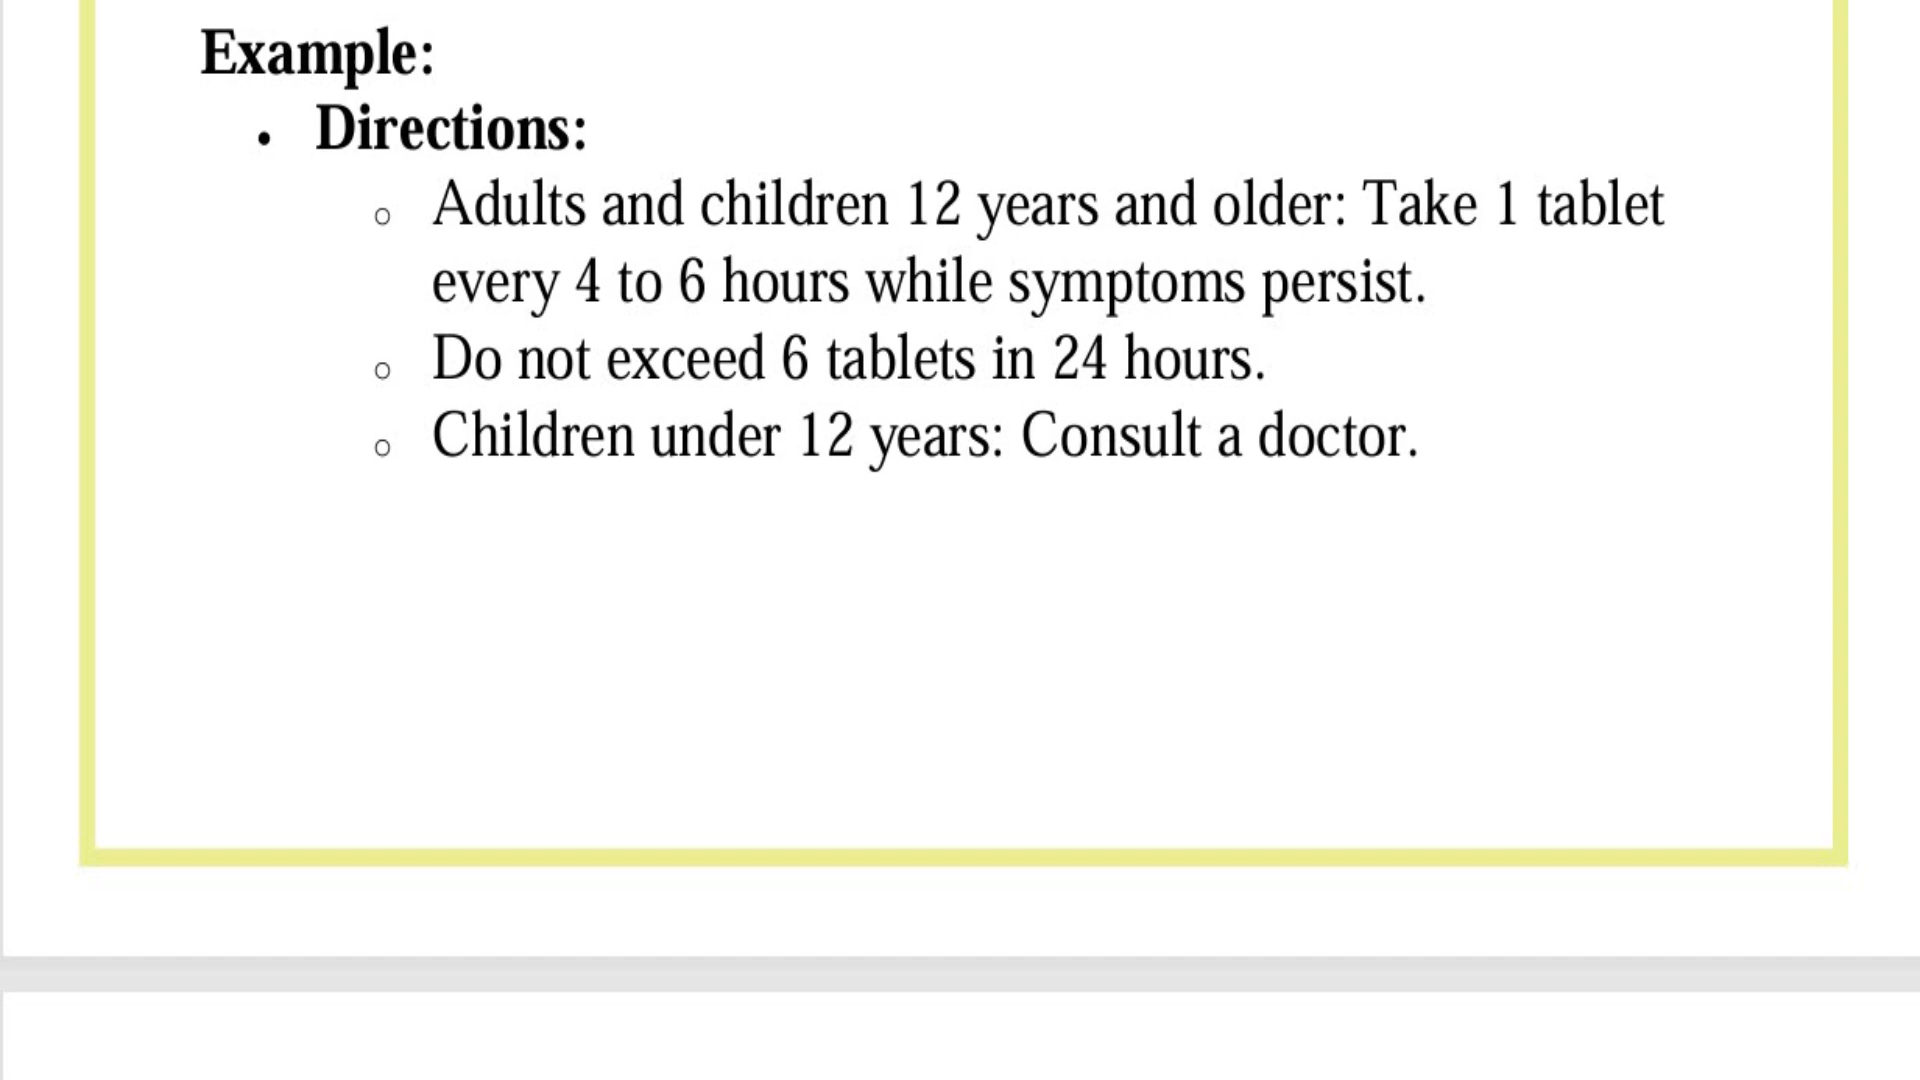 Example:
• Directions:
o Adults and children 12 years and older: Take 1 tablet
every 4 to 6 hours while symptoms persist.
o Do not exceed 6 tablets in 24 hours.
o Children under 12 years: Consult a doctor.